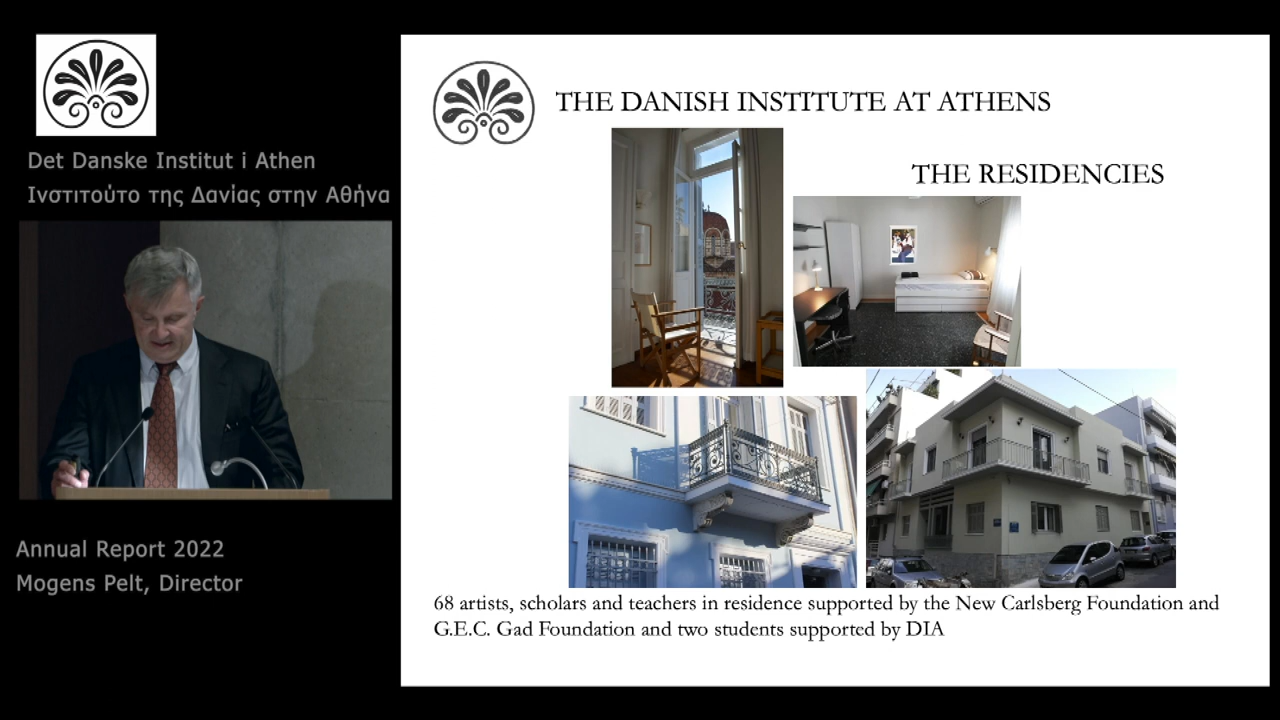 Det Danske Institut i Athen
Ινστιτούτο της Δανίας στην Αθήνα
Annual Report 2022
Mogens Pelt, Director
THE DANISH INSTITUTE AT ATHENS
THE RESIDENCIES
68 artists, scholars and teachers in residence supported by the New Carlsberg Foundation and
G.E.C. Gad Foundation and two students supported by DIA